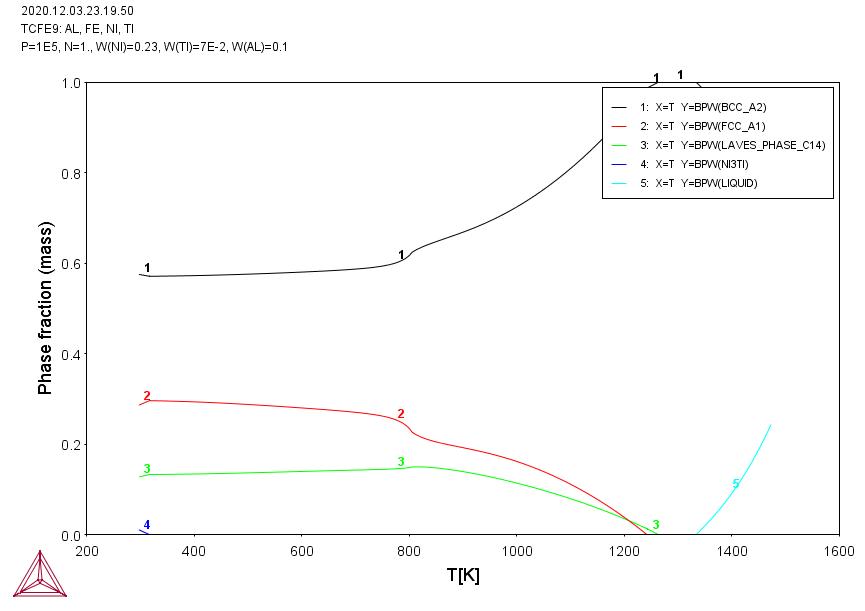 2020.12.03.23.19.50
TCFE9: AL, FE, NI, TI
P=1E5, N=1., W(NI)=0.23, W(TI)=7E-2, W(AL)=0.1
1 1
1: X=T Y=BPW(BCC_A2)
2: X=T Y=BPW(FCC_A1)
3: X=T Y=BPW(LAVES_PHASE_C14)
4: X=T Y=BPW(NI3TI)
5: X=T Y=BPW(LIQUID)
1.0
0.8
0.6
0.4
0.2
0.0
Phase fraction (mass)
1 1
2 2
3 3
5
4 3
200 400 600 800 1000 1200 1400 1600
T[K]